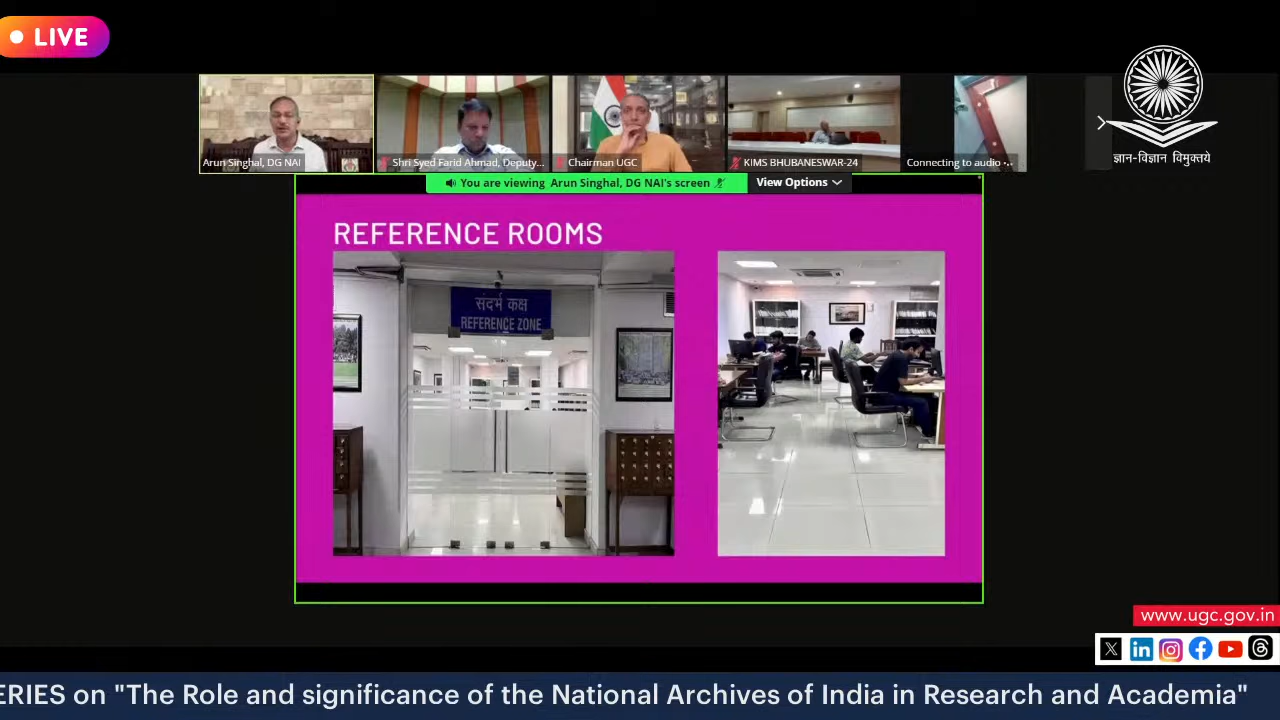 LIVE
Arun Singhal, DG NAI
Shri Syed Farid Ahmad, Deputy...
Chairman UGC
KIMS BHUBANESWAR-24
Connecting to audio ...
ज्ञान-विज्ञान विमुक्तये
You are viewing Arun Singhal, DG NAI's screen
View Options
REFERENCE ROOMS
संदर्भ कक्ष
REFERENCE ZONE
www.ugc.gov.in
ERIES on "The Role and significance of the National Archives of India in Research and Academia"